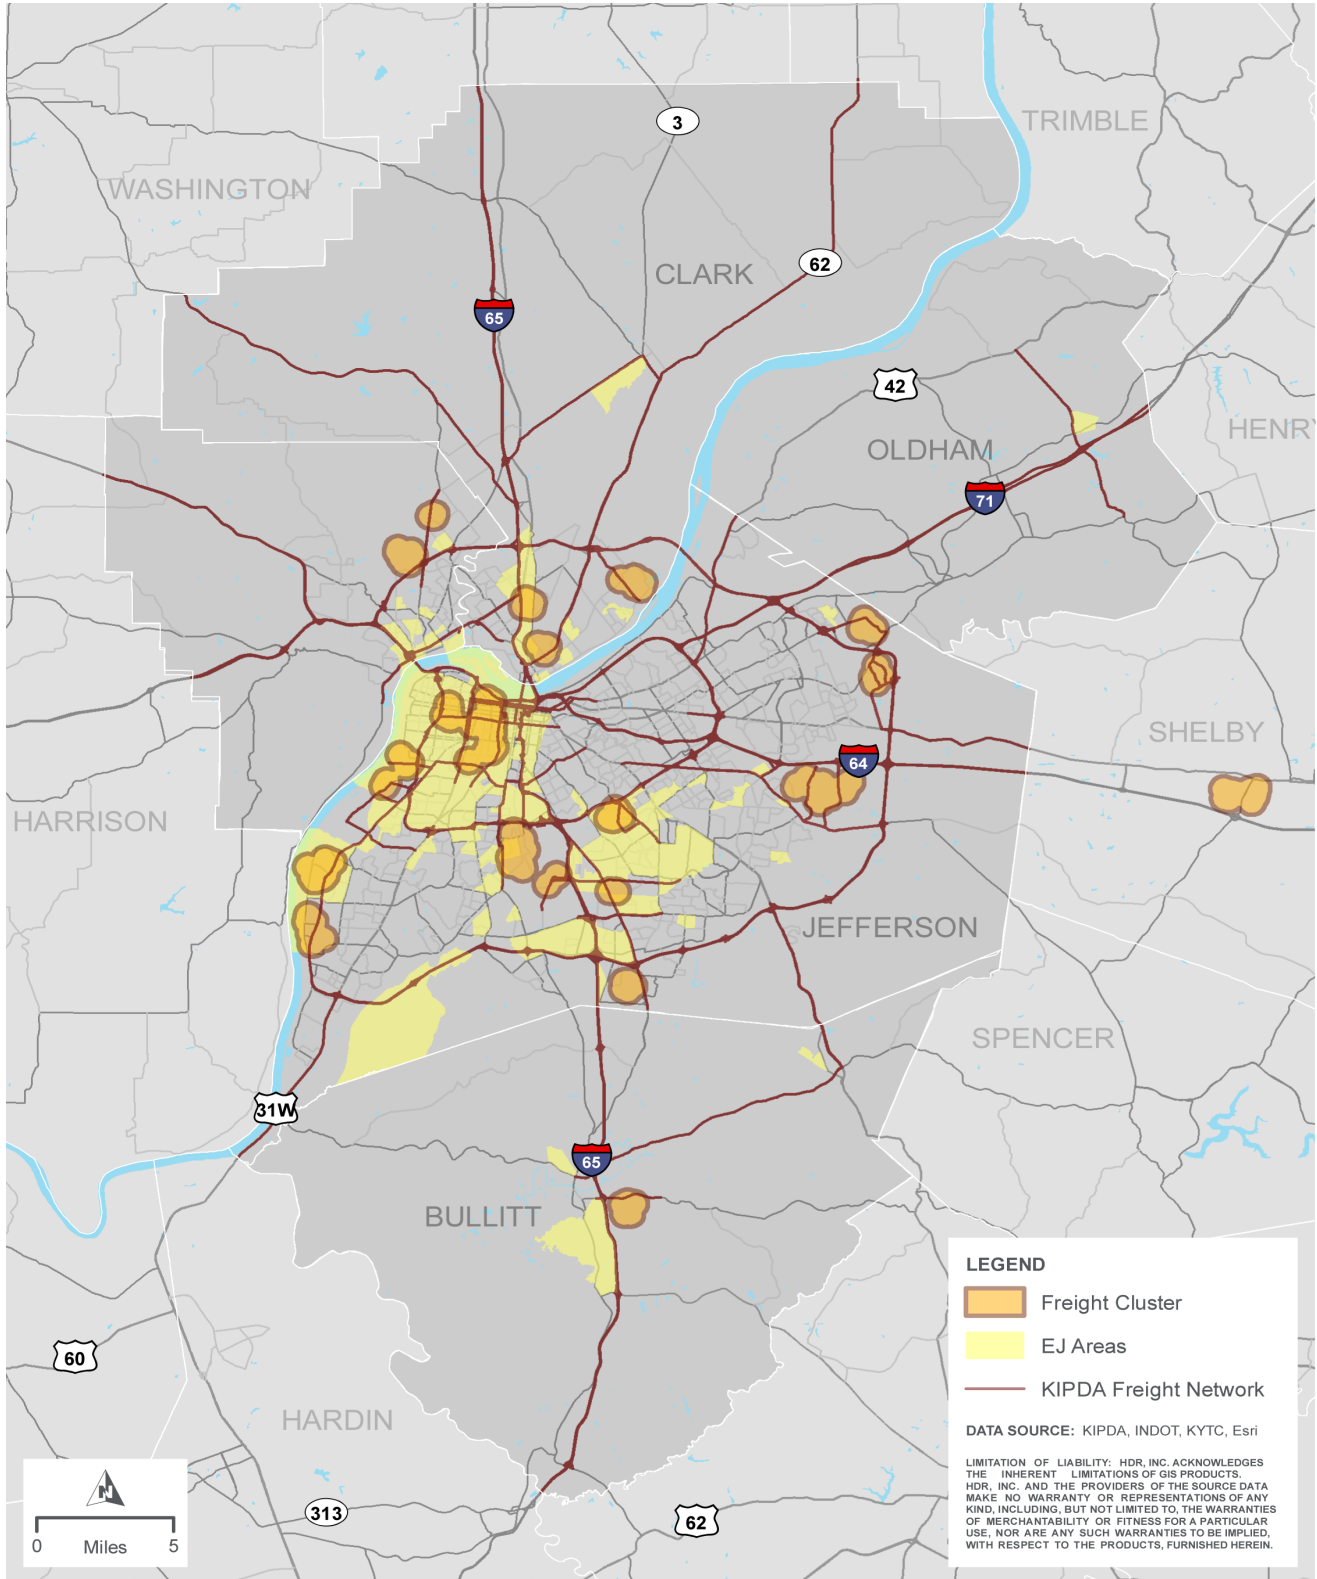 3
TRIMBLE
WASHINGTON
62
CLARK
65
42
HENRY
OLDHAM
71
SHELBY
64
HARRISON
JEFFERSON
SPENCER
31W
65
BULLITT
LEGEND
Freight Cluster
EJ Areas
KIPDA Freight Network
DATA SOURCE: KIPDA, INDOT, KYTC, Esri
LIMITATION OF LIABILITY: HDR, INC. ACKNOWLEDGES
THE INHERENT LIMITATIONS OF GIS PRODUCTS.
HDR, INC. AND THE PROVIDERS OF THE SOURCE DATA
MAKE NO WARRANTY OR REPRESENTATIONS OF ANY
KIND, INCLUDING, BUT NOT LIMITED TO, THE WARRANTIES
OF MERCHANTABILITY OR FITNESS FOR A PARTICULAR
USE, NOR ARE ANY SUCH WARRANTIES TO BE IMPLIED,
WITH RESPECT TO THE PRODUCTS, FURNISHED HEREIN.
60
HARDIN
N
0 Miles 5
313
62